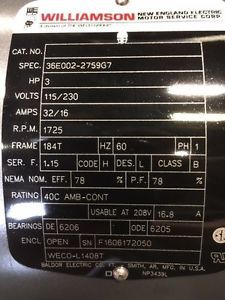 WILLIAMSON NEW ENGLAND ELECTRIC
MOTOR SERVICE CORP.
CAT. NO.
SPEC. 36E002-2759G7
HP 3
VOLTS 115/230
AMPS 32/16
R.P.M. 1725
FRAME 184T HZ 60 PH 1
SER. F. 1.15 CODE H DES. L CLASS B
NEMA NOM. EFF. 78 % P.F. 78 %
RATING 40C AMB-CONT
USABLE AT 208V 16.8 A
BEARINGS DE 6206 ODE 6205
ENCL OPEN SN F1606172050
WECO-L1408T
BALDOR ELECTRIC CO. FT. SMITH, AR. MFG. IN U.S.A.
NP3439L